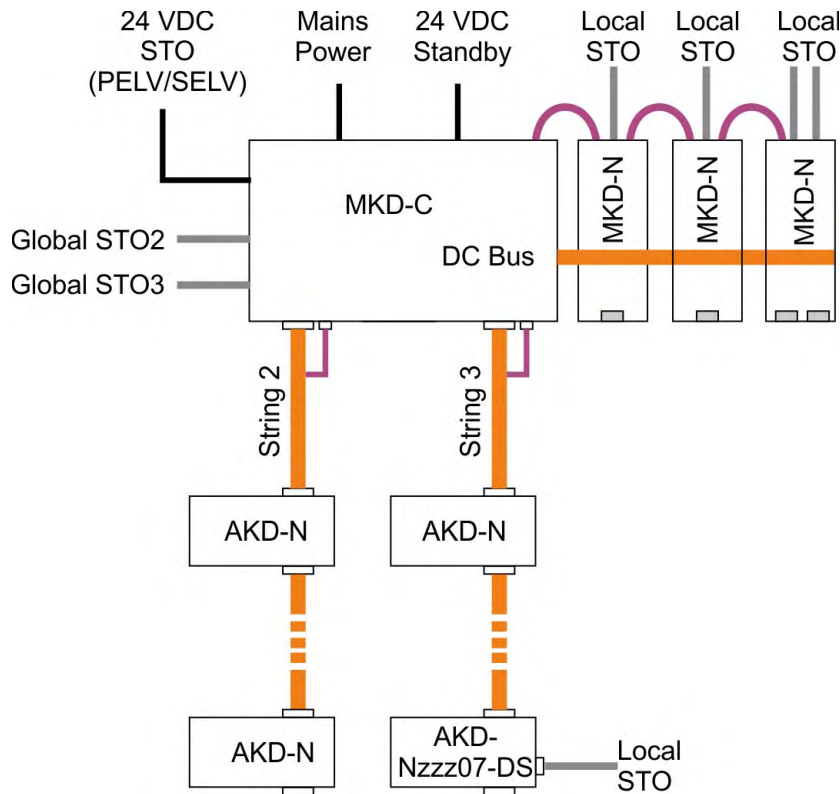 24 VDC
STO
(PELV/SELV)
Mains
Power
24 VDC
Standby
Local
STO
Local
STO
Local
STO
MKD-C
MKD-N
MKD-N
MKD-N
Global STO2
Global STO3
DC Bus
String 2
String 3
AKD-N
AKD-N
AKD-N
AKD-
Nzzz07-DS
Local
STO